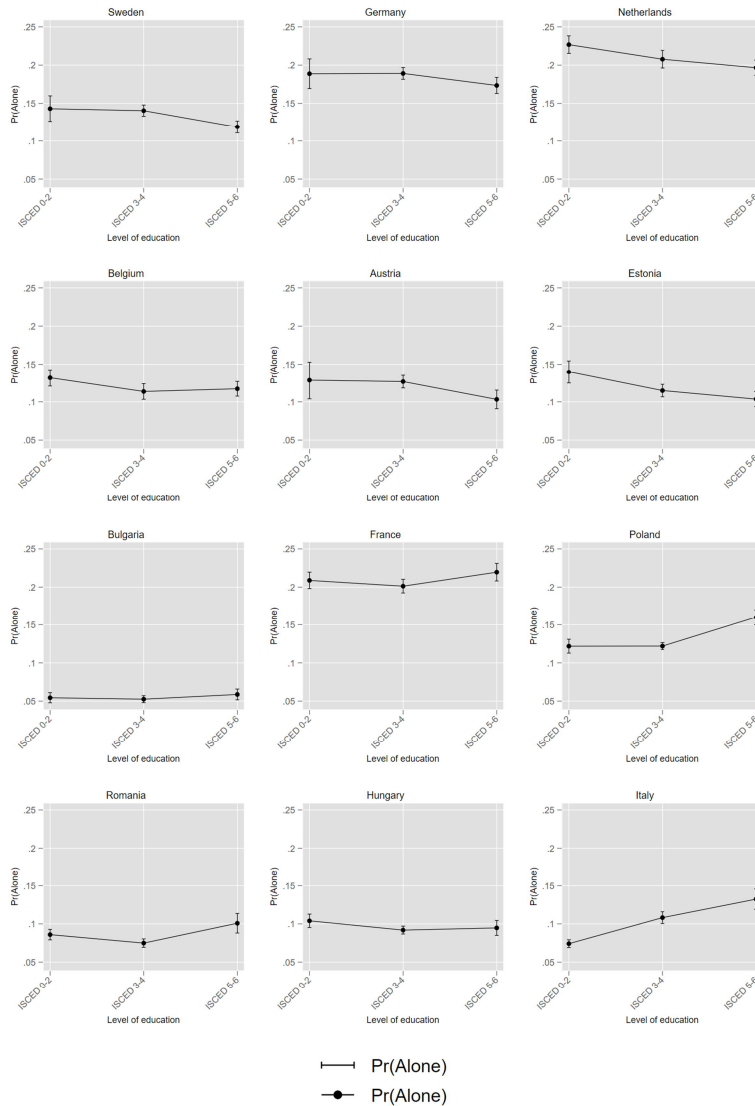 Sweden
Pr(Alone)
.25
.2
.15
.1
.05
ISCED 0-2
ISCED 3-4
ISCED 5-6
Level of education
Germany
Pr(Alone)
.25
.2
.15
.1
.05
ISCED 0-2
ISCED 3-4
ISCED 5-6
Level of education
Netherlands
Pr(Alone)
.25
.2
.15
.1
.05
ISCED 0-2
ISCED 3-4
ISCED 5-6
Level of education
Belgium
Pr(Alone)
.25
.2
.15
.1
.05
ISCED 0-2
ISCED 3-4
ISCED 5-6
Level of education
Austria
Pr(Alone)
.25
.2
.15
.1
.05
ISCED 0-2
ISCED 3-4
ISCED 5-6
Level of education
Estonia
Pr(Alone)
.25
.2
.15
.1
.05
ISCED 0-2
ISCED 3-4
ISCED 5-6
Level of education
Bulgaria
Pr(Alone)
.25
.2
.15
.1
.05
ISCED 0-2
ISCED 3-4
ISCED 5-6
Level of education
France
Pr(Alone)
.25
.2
.15
.1
.05
ISCED 0-2
ISCED 3-4
ISCED 5-6
Level of education
Poland
Pr(Alone)
.25
.2
.15
.1
.05
ISCED 0-2
ISCED 3-4
ISCED 5-6
Level of education
Romania
Pr(Alone)
.25
.2
.15
.1
.05
ISCED 0-2
ISCED 3-4
ISCED 5-6
Level of education
Hungary
Pr(Alone)
.25
.2
.15
.1
.05
ISCED 0-2
ISCED 3-4
ISCED 5-6
Level of education
Italy
Pr(Alone)
.25
.2
.15
.1
.05
ISCED 0-2
ISCED 3-4
ISCED 5-6
Level of education
Pr(Alone)
Pr(Alone)